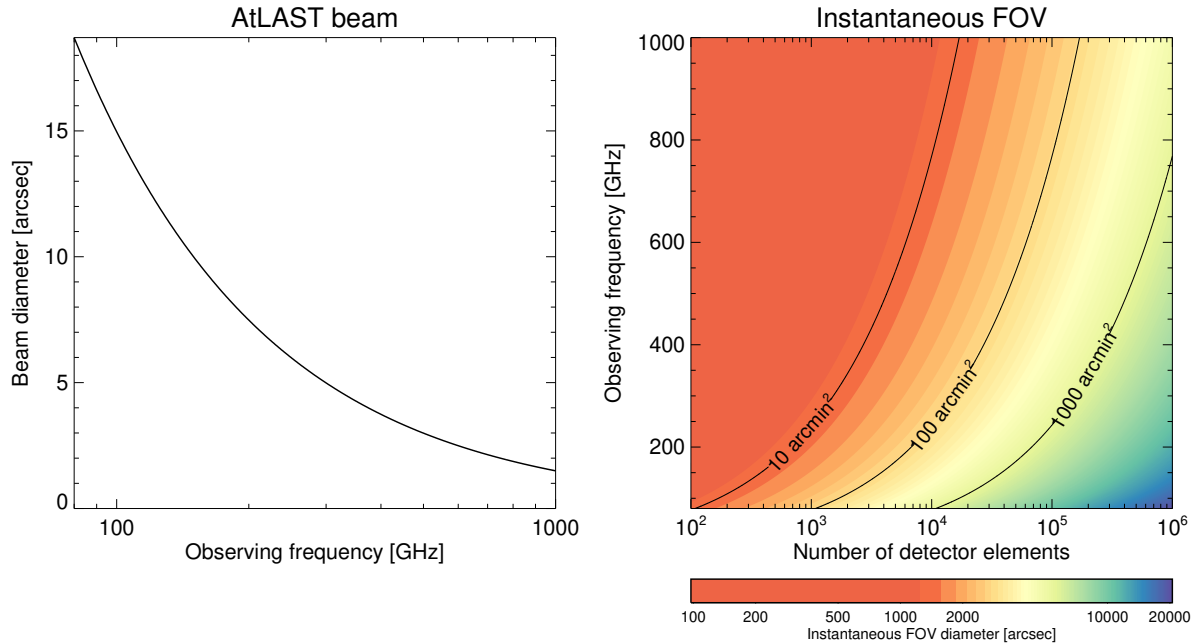 AtLAST beam
Beam diameter [arcsec]
15
10
5
0
100
1000
Observing frequency [GHz]
Instantaneous FOV
Observing frequency [GHz]
1000
800
600
400
200
10 arcmin²
100 arcmin²
1000 arcmin²
10² 10³ 10⁴ 10⁵ 10⁶
Number of detector elements
100 200 500 1000 2000 10000 20000
Instantaneous FOV diameter [arcsec]